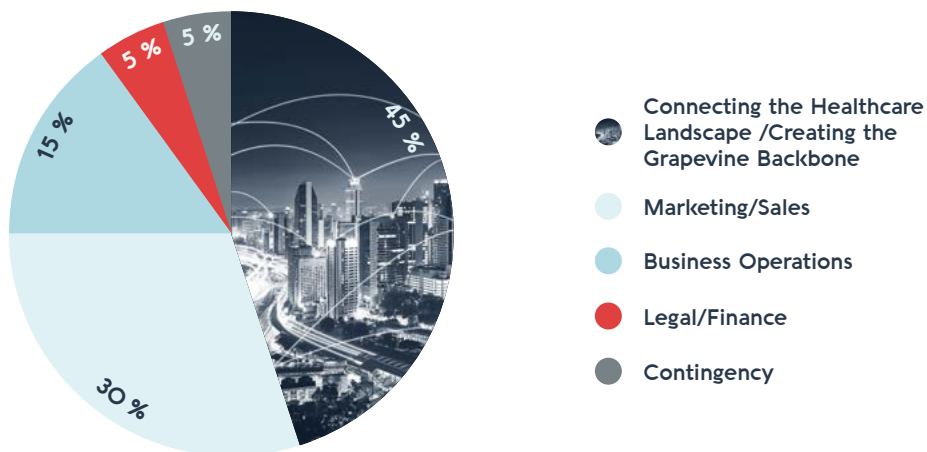 5 %
5 %
45 %
15 %
30 %
Connecting the Healthcare
Landscape /Creating the
Grapevine Backbone
Marketing/Sales
Business Operations
Legal/Finance
Contingency